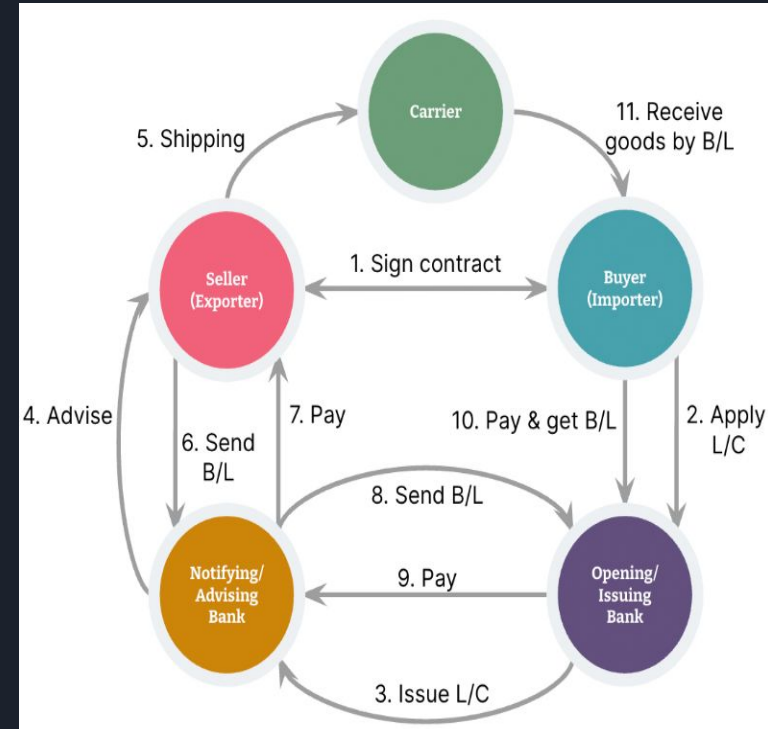 Carrier
11. Receive
goods by B/L
5. Shipping
1. Sign contract
Seller
(Exporter)
Buyer
(Importer)
4. Advise
6. Send
B/L
7. Pay
10. Pay & get B/L
2. Apply
L/C
8. Send B/L
Notifying/
Advising
Bank
9. Pay
Opening/
Issuing
Bank
3. Issue L/C